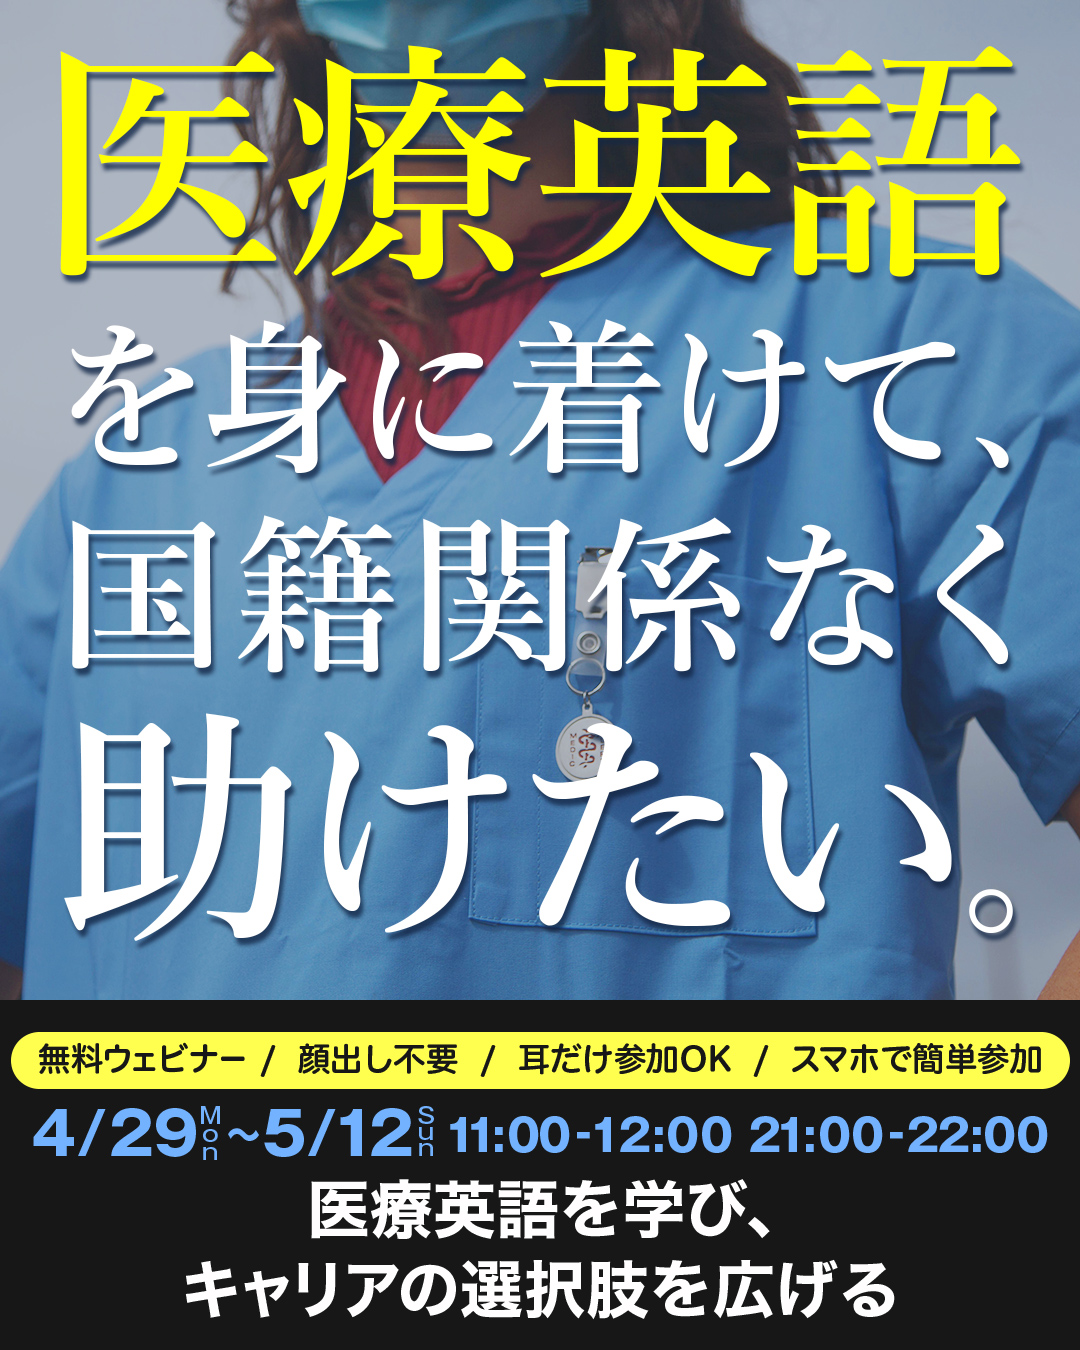 医療英語
を身に着けて、
国籍関係なく
助けたい。
無料ウェビナー / 顔出し不要 / 耳だけ参加OK / スマホで簡単参加
4/29Mon~5/12Sun 11:00-12:00 21:00-22:00
医療英語を学び、
キャリアの選択肢を広げる